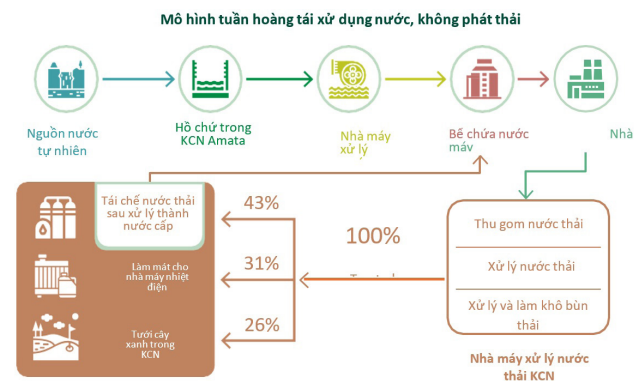 Mô hình tuần hoàng tái xử dụng nước, không phát thải
Nguồn nước
tự nhiên
Hồ chứ trong
KCN Amata
Nhà máy
xử lý
Bể chứa nước
máy
Nhà
Tái chế nước thải
sau xử lý thành
nước cấp
43%
Làm mát cho
nhà máy nhiệt
điện
31%
Tưới cây
xanh trong
KCN
26%
100%
Thu gom nước thải
Xử lý nước thải
Xử lý và làm khô bùn
thải
Nhà máy xử lý nước
thải KCN